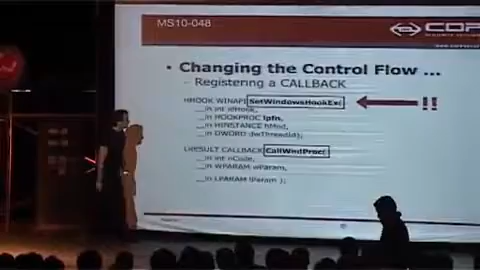 MS10-048
▪ Changing the Control Flow ...
– Registering a CALLBACK
HHOOK WINAPI SetWindowsHookEx(
__in int idHook,
__in HOOKPROC lpfn,
__in HINSTANCE hMod,
__in DWORD dwThreadId);
!!
LRESULT CALLBACK CallWndProc(
__in int nCode,
__in WPARAM wParam,
__in LPARAM lParam );